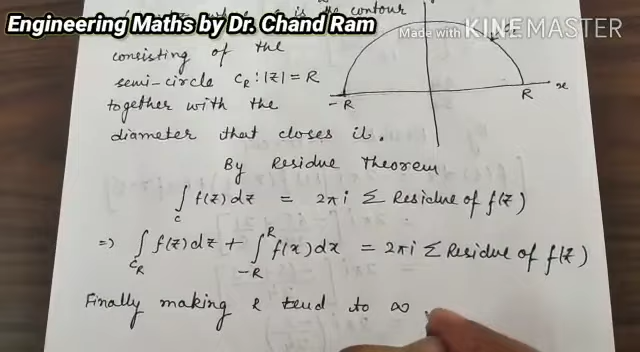 Engineering Maths by Dr. Chand Ram
Made with KINEMASTER
is the contour
consisting of the
semi-circle C_R : |z| = R
together with the
diameter that closes it.
-R
R
x
By Residue Theorem
∫_c f(z) dz = 2πi Σ Residue of f(z)
⇒ ∫_{C_R} f(z) dz + ∫_{-R}^{R} f(x) dx = 2πi Σ Residue of f(z)
Finally making R tend to ∞